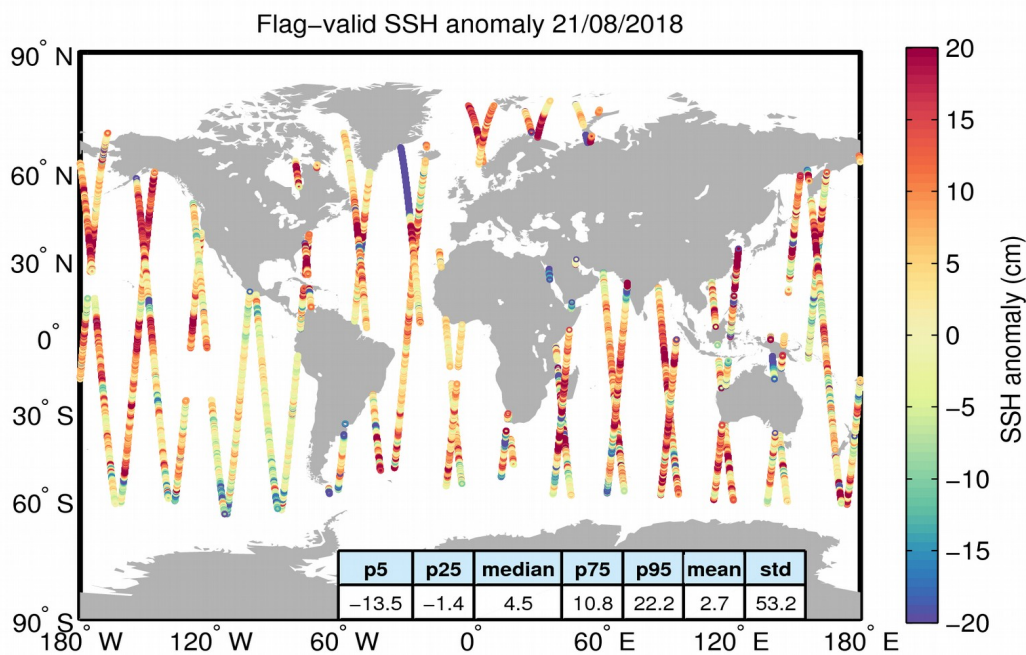 Flag−valid SSH anomaly 21/08/2018
90° N
60° N
30° N
0°
30° S
60° S
90° S
180° W 120° W 60° W 0° 60° E 120° E 180° E
p5 p25 median p75 p95 mean std
−13.5 −1.4 4.5 10.8 22.2 2.7 53.2
20
15
10
5
0
−5
−10
−15
−20
SSH anomaly (cm)